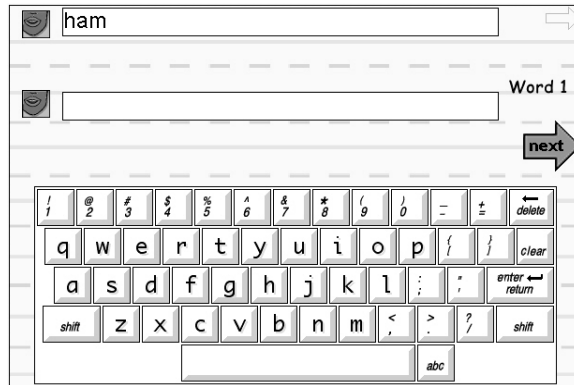 ham
Word 1
next
! 1 @ 2 # 3 $ 4 % 5 ^ 6 & 7 * 8 ( 9 ) 0 _ - + = delete
q w e r t y u i o p { [ } ] clear
a s d f g h j k l : ; " ' enter return
shift z x c v b n m < , > . ? / shift
abc